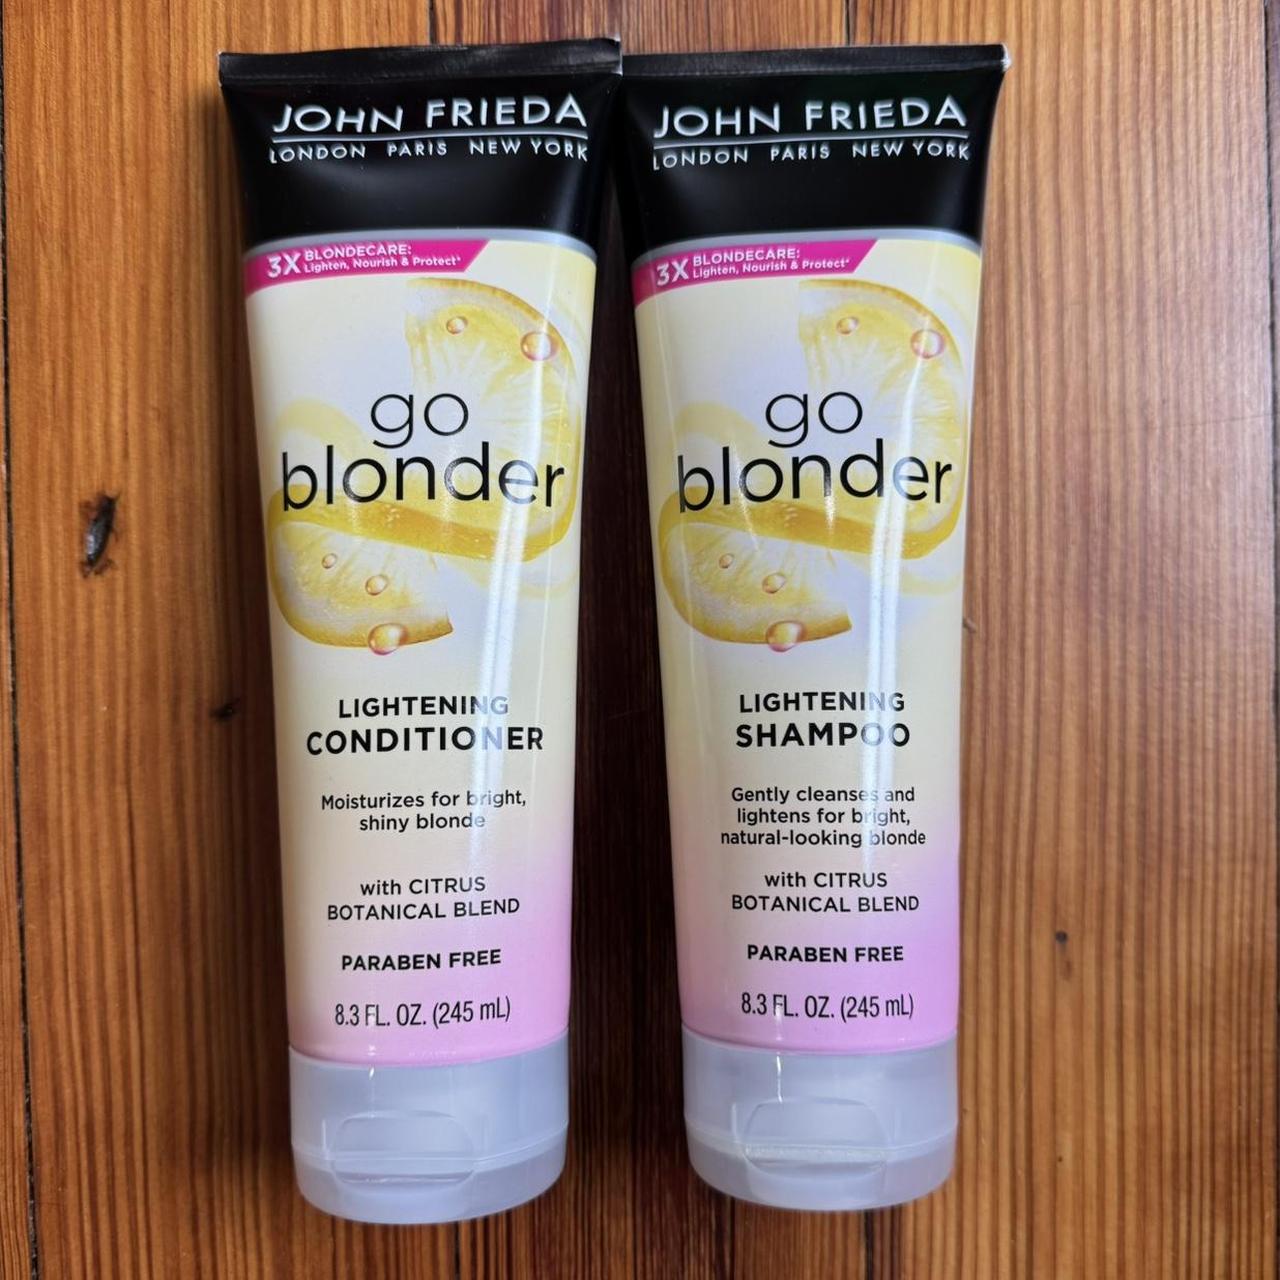 JOHN FRIEDA
LONDON PARIS NEW YORK
3X BLONDECARE:
Lighten, Nourish & Protect*
go
blonder
LIGHTENING
CONDITIONER
Moisturizes for bright,
shiny blonde
with CITRUS
BOTANICAL BLEND
PARABEN FREE
8.3 FL. OZ. (245 mL)
JOHN FRIEDA
LONDON PARIS NEW YORK
3X BLONDECARE:
Lighten, Nourish & Protect*
go
blonder
LIGHTENING
SHAMPOO
Gently cleanses and
lightens for bright,
natural-looking blonde
with CITRUS
BOTANICAL BLEND
PARABEN FREE
8.3 FL. OZ. (245 mL)